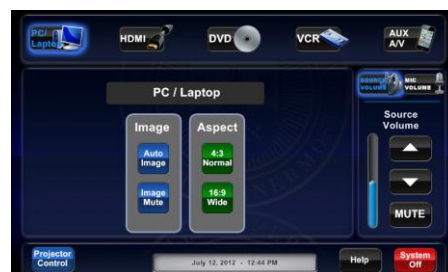 PC/
Laptop
HDMI
DVD
VCR
AUX
A/V
PC / Laptop
SOURCE
VOLUME
MIC
VOLUME
Image
Aspect
Auto
Image
4:3
Normal
Image
Mute
16:9
Wide
Source
Volume
MUTE
Projector
Control
July 12, 2012 - 12:44 PM
Help
System
Off